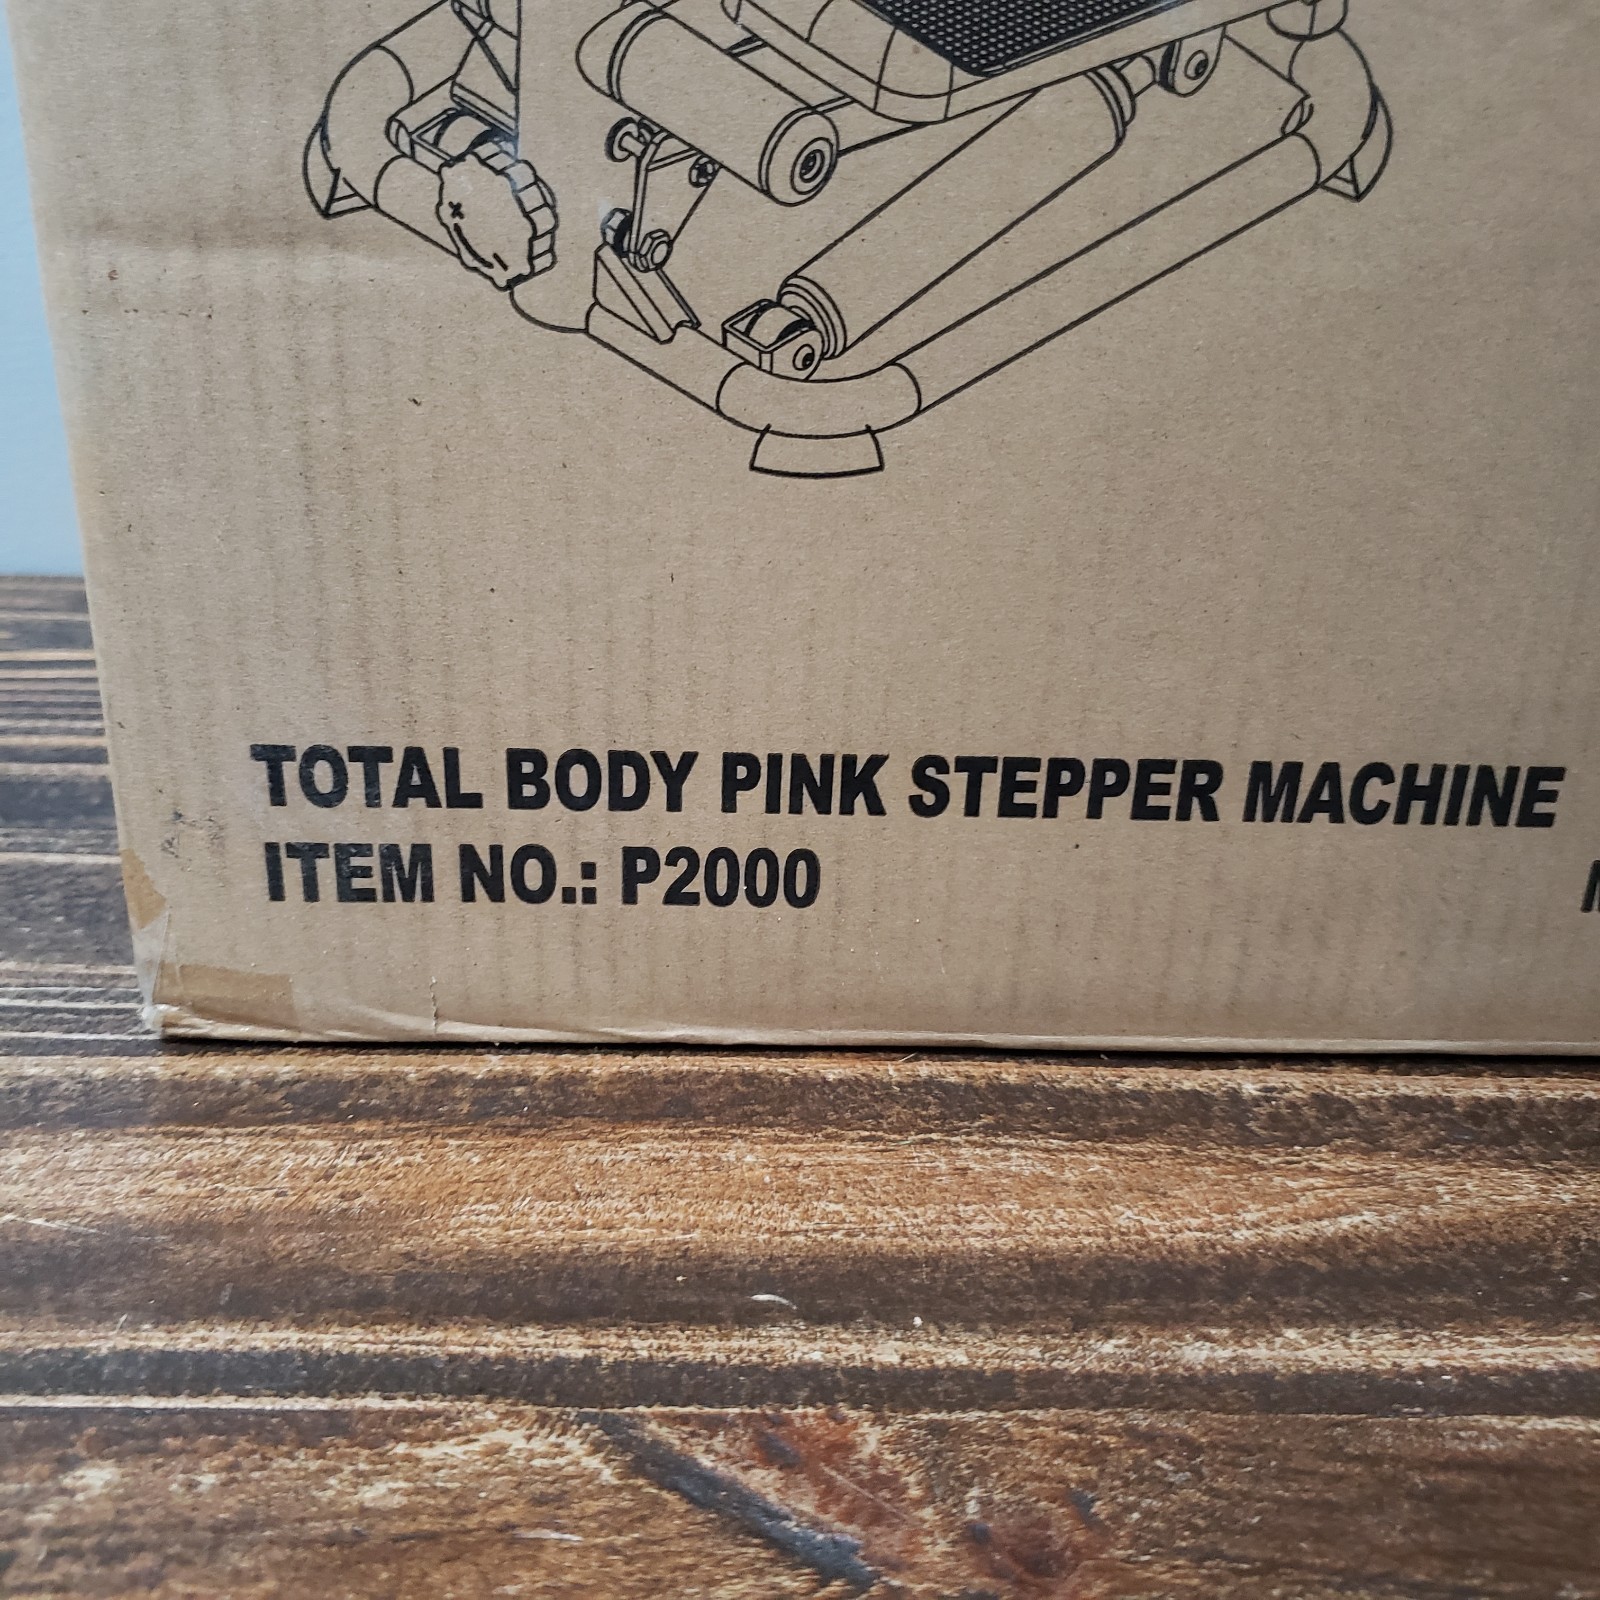 TOTAL BODY PINK STEPPER MACHINE
ITEM NO.: P2000